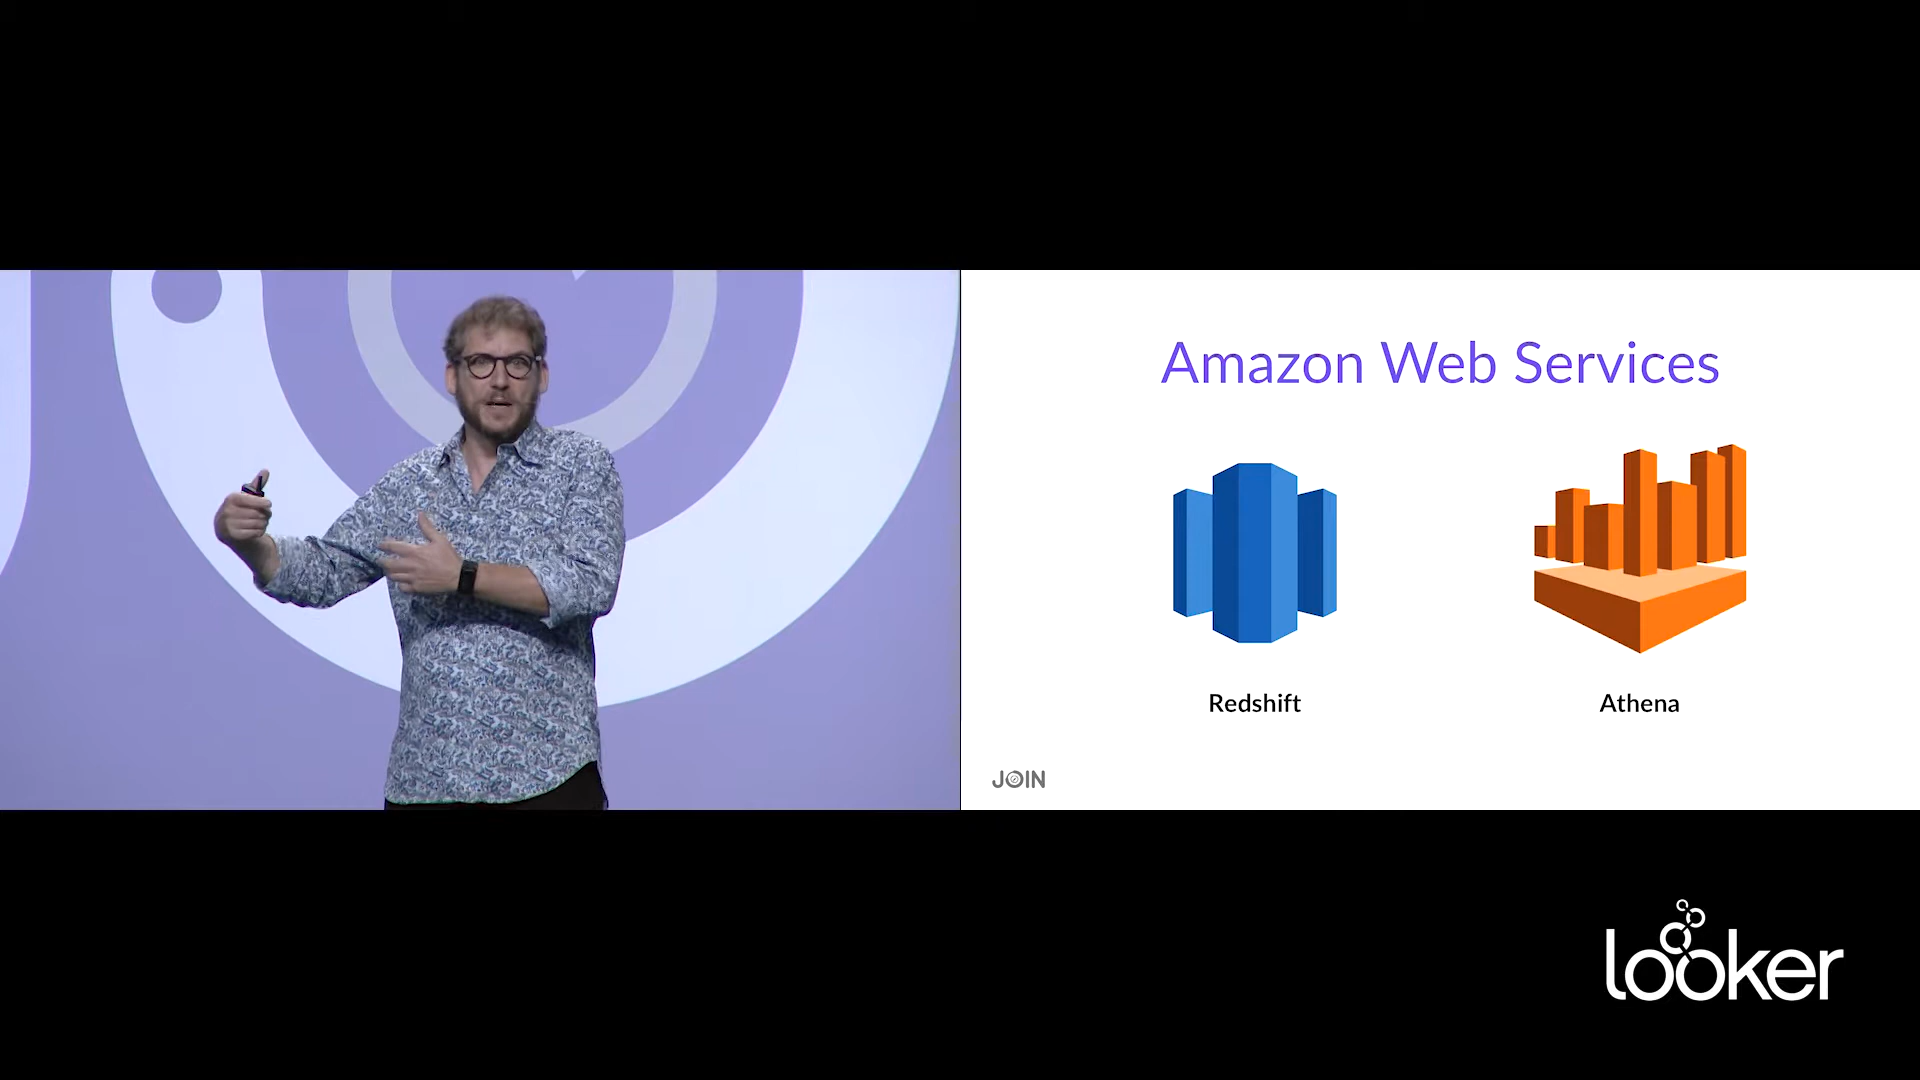 Amazon Web Services
Redshift
Athena
JOIN
looker